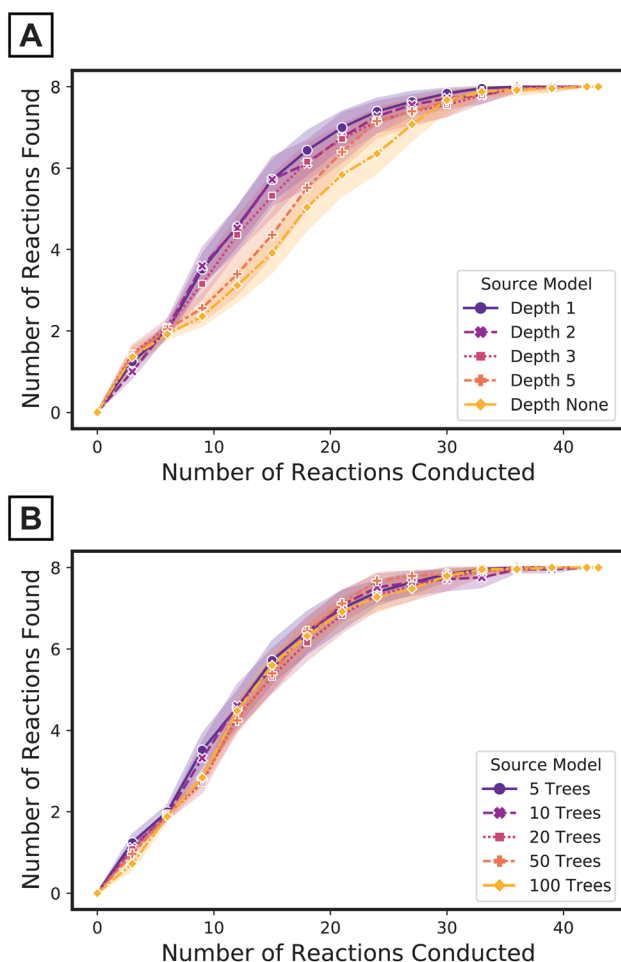 A
Number of Reactions Found
8
6
4
2
0
Source Model
Depth 1
Depth 2
Depth 3
Depth 5
Depth None
0 10 20 30 40
Number of Reactions Conducted
B
Number of Reactions Found
8
6
4
2
0
Source Model
5 Trees
10 Trees
20 Trees
50 Trees
100 Trees
0 10 20 30 40
Number of Reactions Conducted